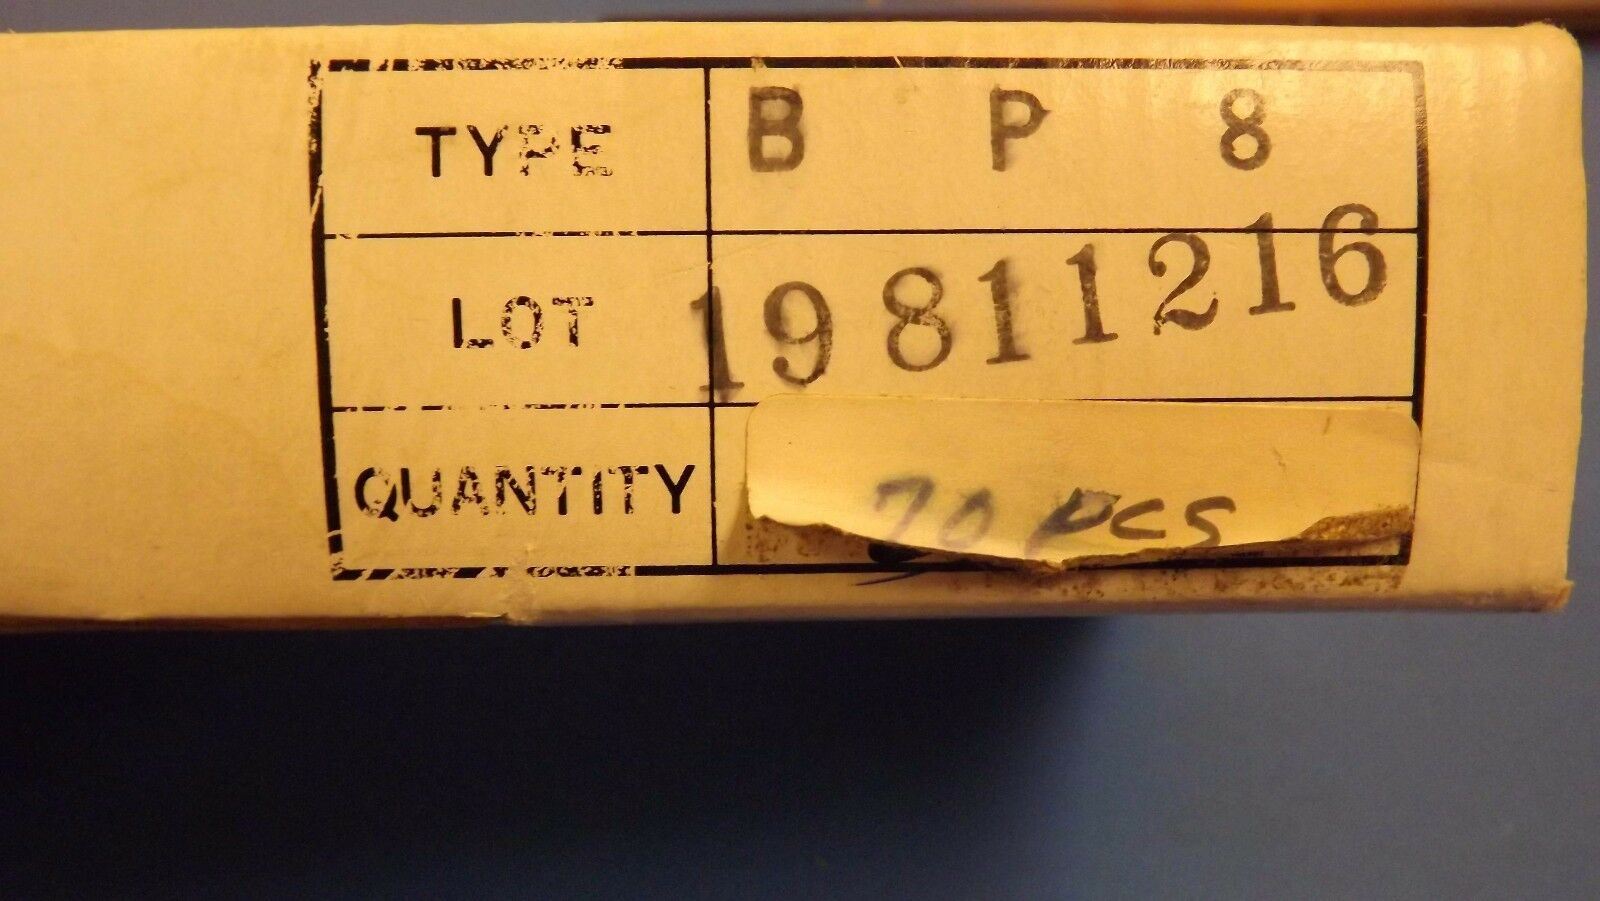 TYPE B P 8
LOT 19811216
QUANTITY 70 PCS